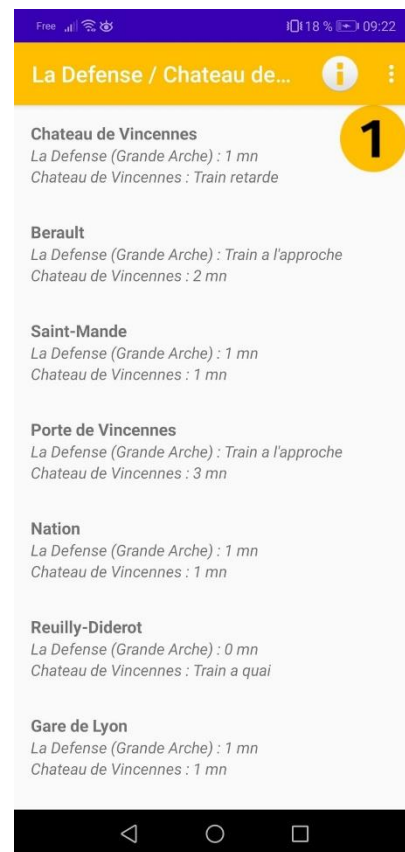 Free 18 % 09:22
La Defense / Chateau de...
1
Chateau de Vincennes
La Defense (Grande Arche) : 1 mn
Chateau de Vincennes : Train retarde
Berault
La Defense (Grande Arche) : Train a l'approche
Chateau de Vincennes : 2 mn
Saint-Mande
La Defense (Grande Arche) : 1 mn
Chateau de Vincennes : 1 mn
Porte de Vincennes
La Defense (Grande Arche) : Train a l'approche
Chateau de Vincennes : 3 mn
Nation
La Defense (Grande Arche) : 1 mn
Chateau de Vincennes : 1 mn
Reuilly-Diderot
La Defense (Grande Arche) : 0 mn
Chateau de Vincennes : Train a quai
Gare de Lyon
La Defense (Grande Arche) : 1 mn
Chateau de Vincennes : 1 mn